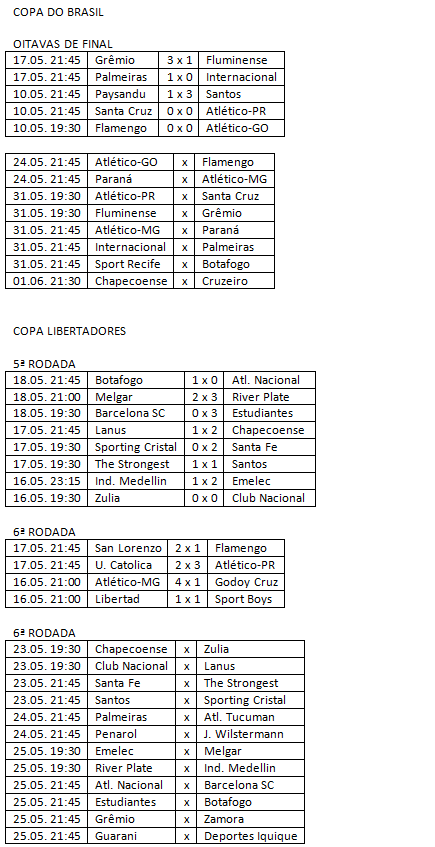 COPA DO BRASIL
OITAVAS DE FINAL
17.05. 21:45 Grêmio 3 x 1 Fluminense
17.05. 21:45 Palmeiras 1 x 0 Internacional
10.05. 21:45 Paysandu 1 x 3 Santos
10.05. 21:45 Santa Cruz 0 x 0 Atlético-PR
10.05. 19:30 Flamengo 0 x 0 Atlético-GO
24.05. 21:45 Atlético-GO x Flamengo
24.05. 21:45 Paraná x Atlético-MG
31.05. 19:30 Atlético-PR x Santa Cruz
31.05. 19:30 Fluminense x Grêmio
31.05. 21:45 Atlético-MG x Paraná
31.05. 21:45 Internacional x Palmeiras
31.05. 21:45 Sport Recife x Botafogo
01.06. 21:30 Chapecoense x Cruzeiro
COPA LIBERTADORES
5ª RODADA
18.05. 21:45 Botafogo 1 x 0 Atl. Nacional
18.05. 21:00 Melgar 2 x 3 River Plate
18.05. 19:30 Barcelona SC 0 x 3 Estudiantes
17.05. 21:45 Lanus 1 x 2 Chapecoense
17.05. 19:30 Sporting Cristal 0 x 2 Santa Fe
17.05. 19:30 The Strongest 1 x 1 Santos
16.05. 23:15 Ind. Medellin 1 x 2 Emelec
16.05. 19:30 Zulia 0 x 0 Club Nacional
6ª RODADA
17.05. 21:45 San Lorenzo 2 x 1 Flamengo
17.05. 21:45 U. Catolica 2 x 3 Atlético-PR
16.05. 21:00 Atlético-MG 4 x 1 Godoy Cruz
16.05. 21:00 Libertad 1 x 1 Sport Boys
6ª RODADA
23.05. 19:30 Chapecoense x Zulia
23.05. 19:30 Club Nacional x Lanus
23.05. 21:45 Santa Fe x The Strongest
23.05. 21:45 Santos x Sporting Cristal
24.05. 21:45 Palmeiras x Atl. Tucuman
24.05. 21:45 Penarol x J. Wilstermann
25.05. 19:30 Emelec x Melgar
25.05. 19:30 River Plate x Ind. Medellin
25.05. 21:45 Atl. Nacional x Barcelona SC
25.05. 21:45 Estudiantes x Botafogo
25.05. 21:45 Grêmio x Zamora
25.05. 21:45 Guarani x Deportes Iquique